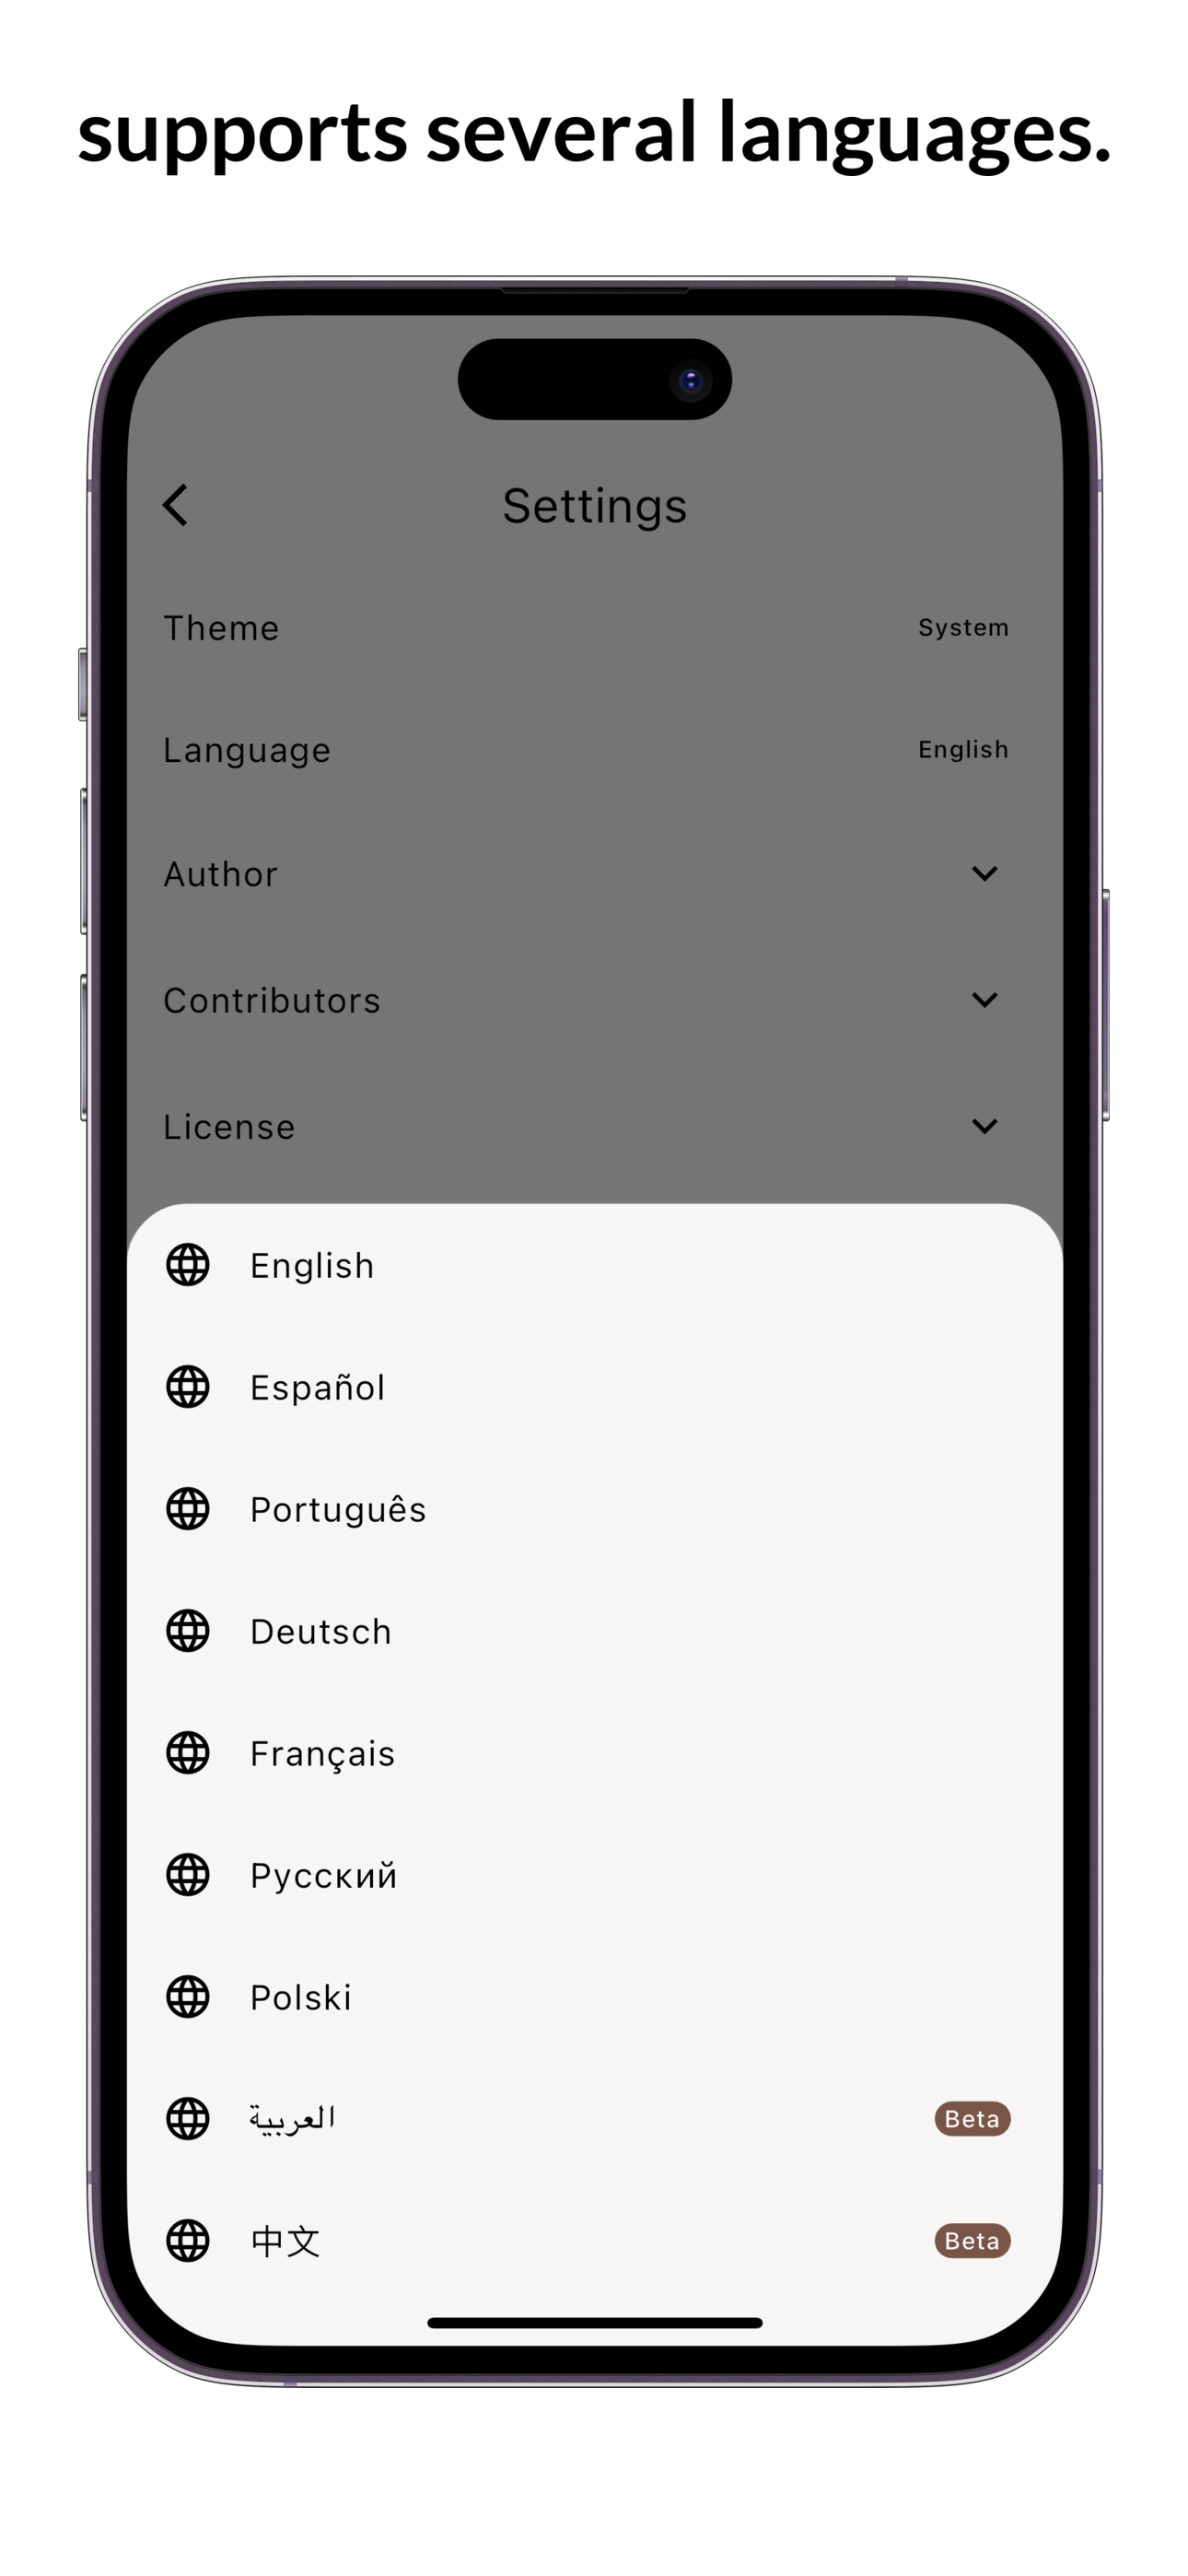 supports several languages.
Settings
Theme System
Language English
Author
Contributors
License
English
Español
Português
Deutsch
Français
Русский
Polski
العربية Beta
中文 Beta